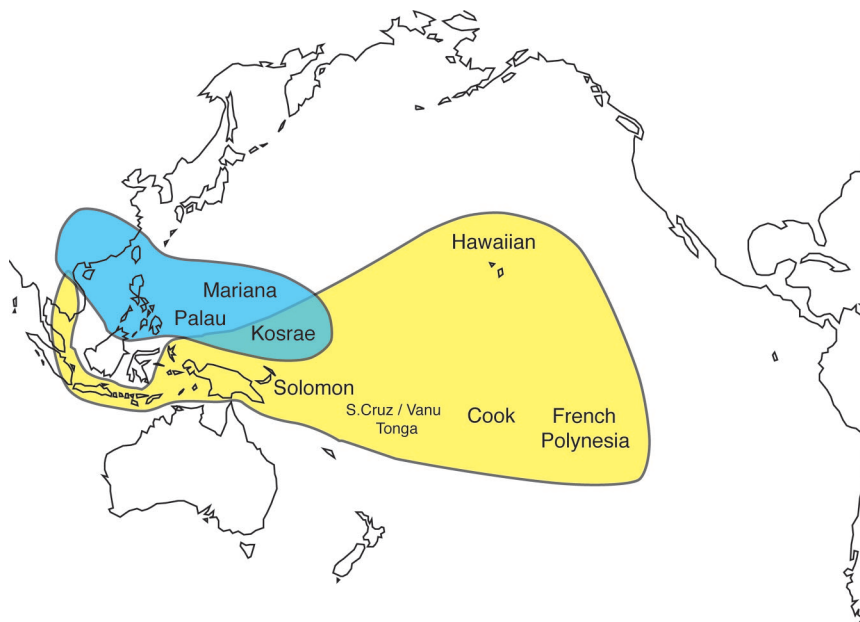 Hawaiian
Mariana
Palau
Kosrae
Solomon
S.Cruz / Vanu
Tonga
Cook
French
Polynesia